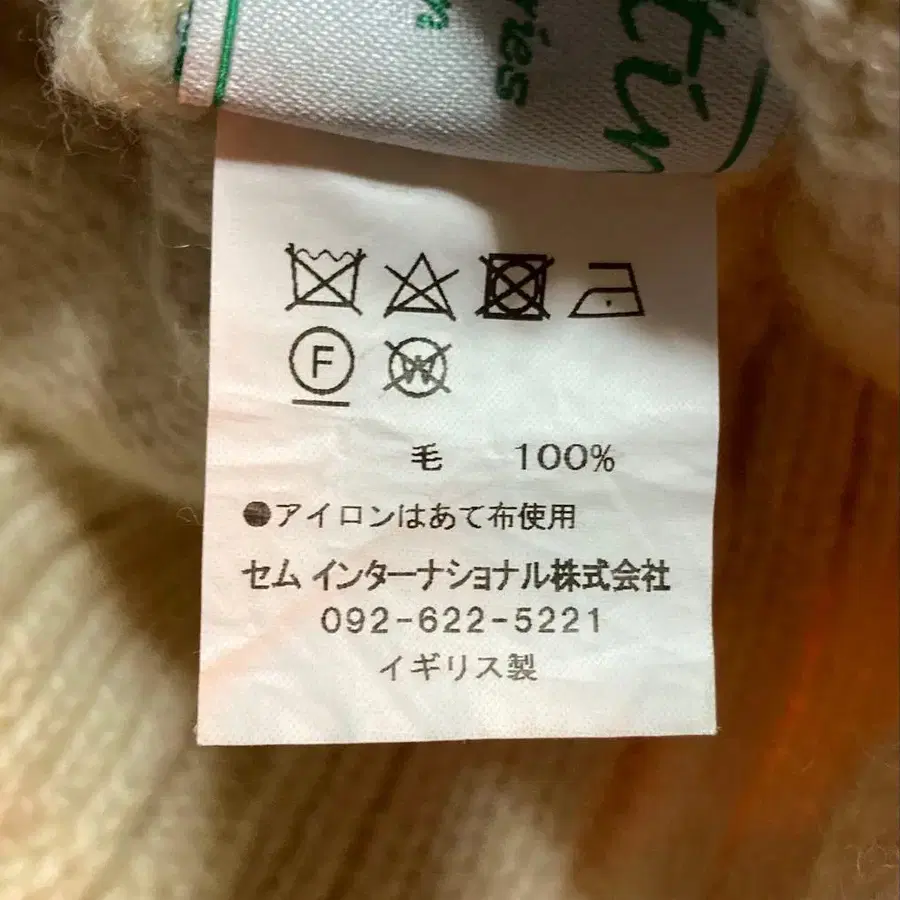 ries
F
W
毛 100%
●アイロンはあて布使用
セム インターナショナル株式会社
092-622-5221
イギリス製